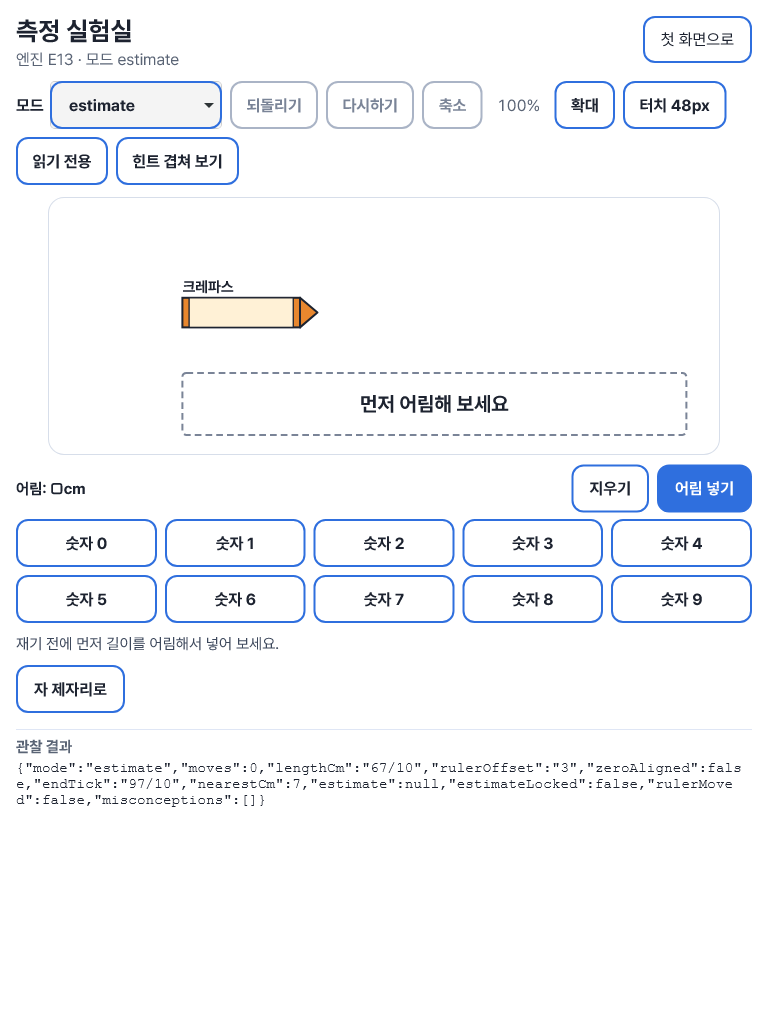 측정 실험실
엔진 E13 · 모드 estimate
첫 화면으로
모드 estimate 되돌리기 다시하기 축소 100% 확대 터치 48px
읽기 전용 힌트 겹쳐 보기
크레파스
먼저 어림해 보세요
어림: ▢cm 지우기 어림 넣기
숫자 0 숫자 1 숫자 2 숫자 3 숫자 4
숫자 5 숫자 6 숫자 7 숫자 8 숫자 9
재기 전에 먼저 길이를 어림해서 넣어 보세요.
자 제자리로
관찰 결과
{"mode":"estimate","moves":0,"lengthCm":"67/10","rulerOffset":"3","zeroAligned":fals
e,"endTick":"97/10","nearestCm":7,"estimate":null,"estimateLocked":false,"rulerMove
d":false,"misconceptions":[]}